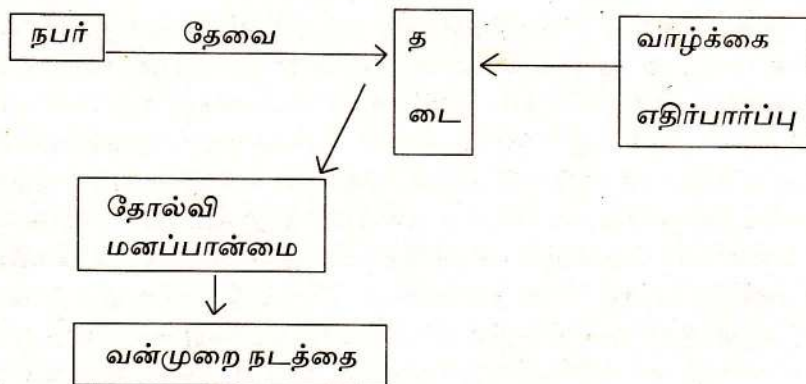 நபர்
தேவை
த
டை
வாழ்க்கை
எதிர்பார்ப்பு
தோல்வி
மனப்பான்மை
வன்முறை நடத்தை